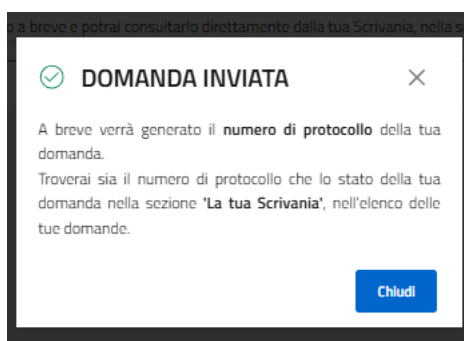 o a breve e potrai consultarlo direttamente dalla tua Scrivania, nella s
DOMANDA INVIATA
A breve verrà generato il numero di protocollo della tua
domanda.
Troverai sia il numero di protocollo che lo stato della tua
domanda nella sezione 'La tua Scrivania', nell'elenco delle
tue domande.
Chiudi